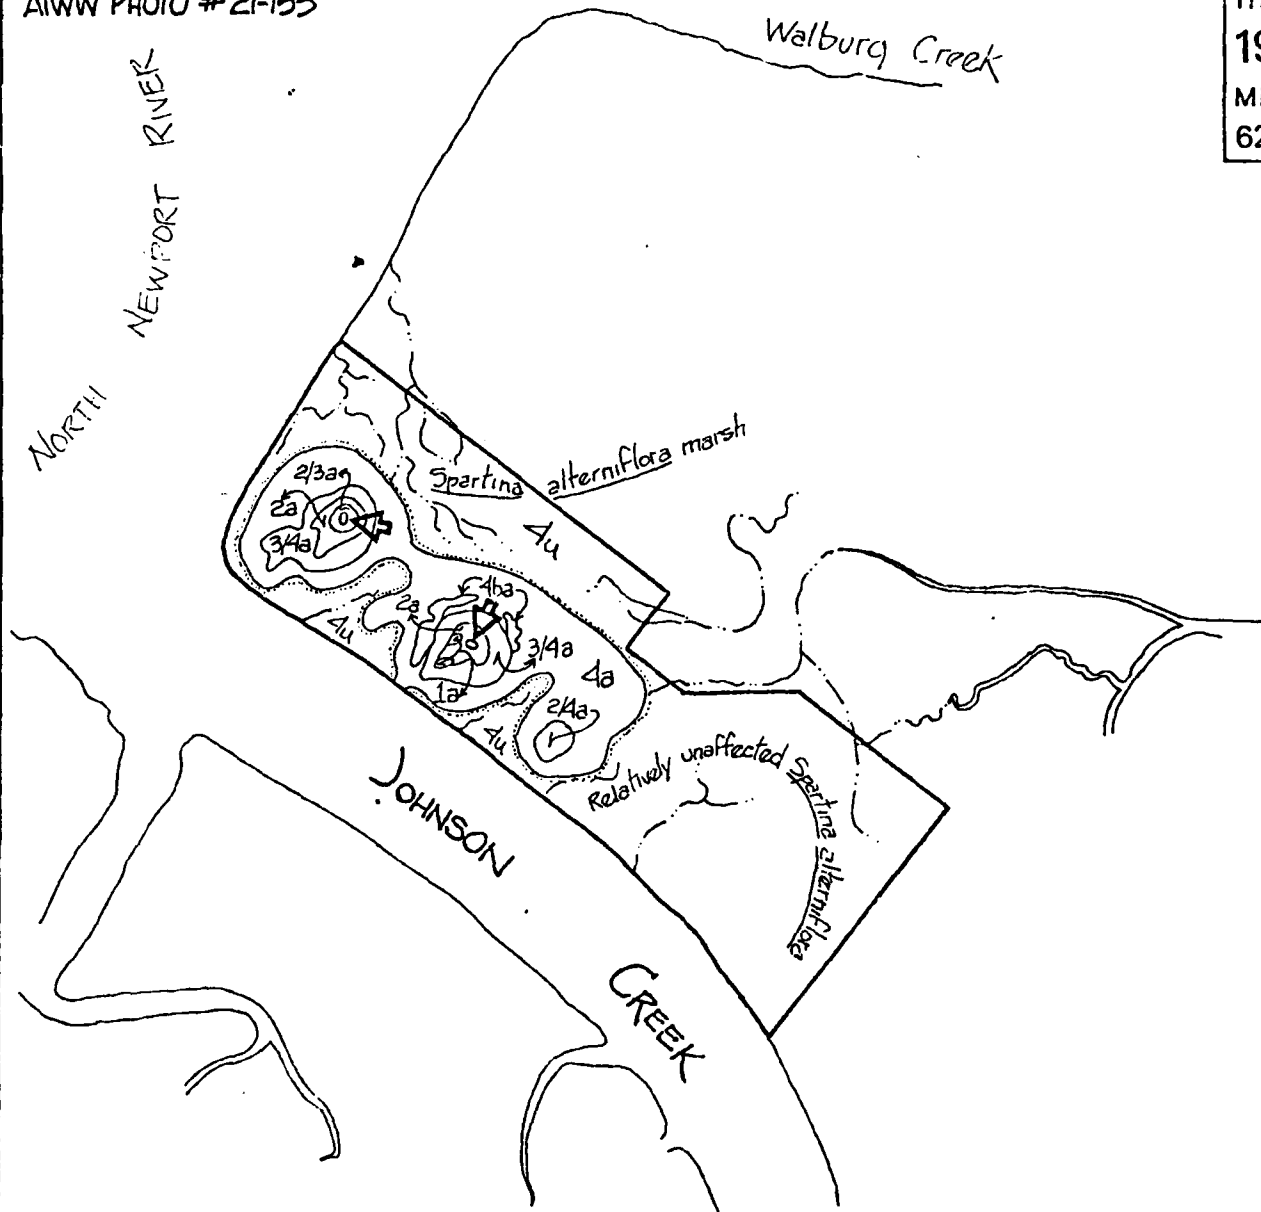 AIWW PHOTO # 21-155
Walburg Creek
19
62
NORTH NEWPORT RIVER
Spartina alterniflora marsh
2/3a
2a
0
3/4a
4u
4ba
2a
4u
3/4a
1a
4a
2/4a
4u
Relatively unaffected Spartina alterniflora
JOHNSON
CREEK